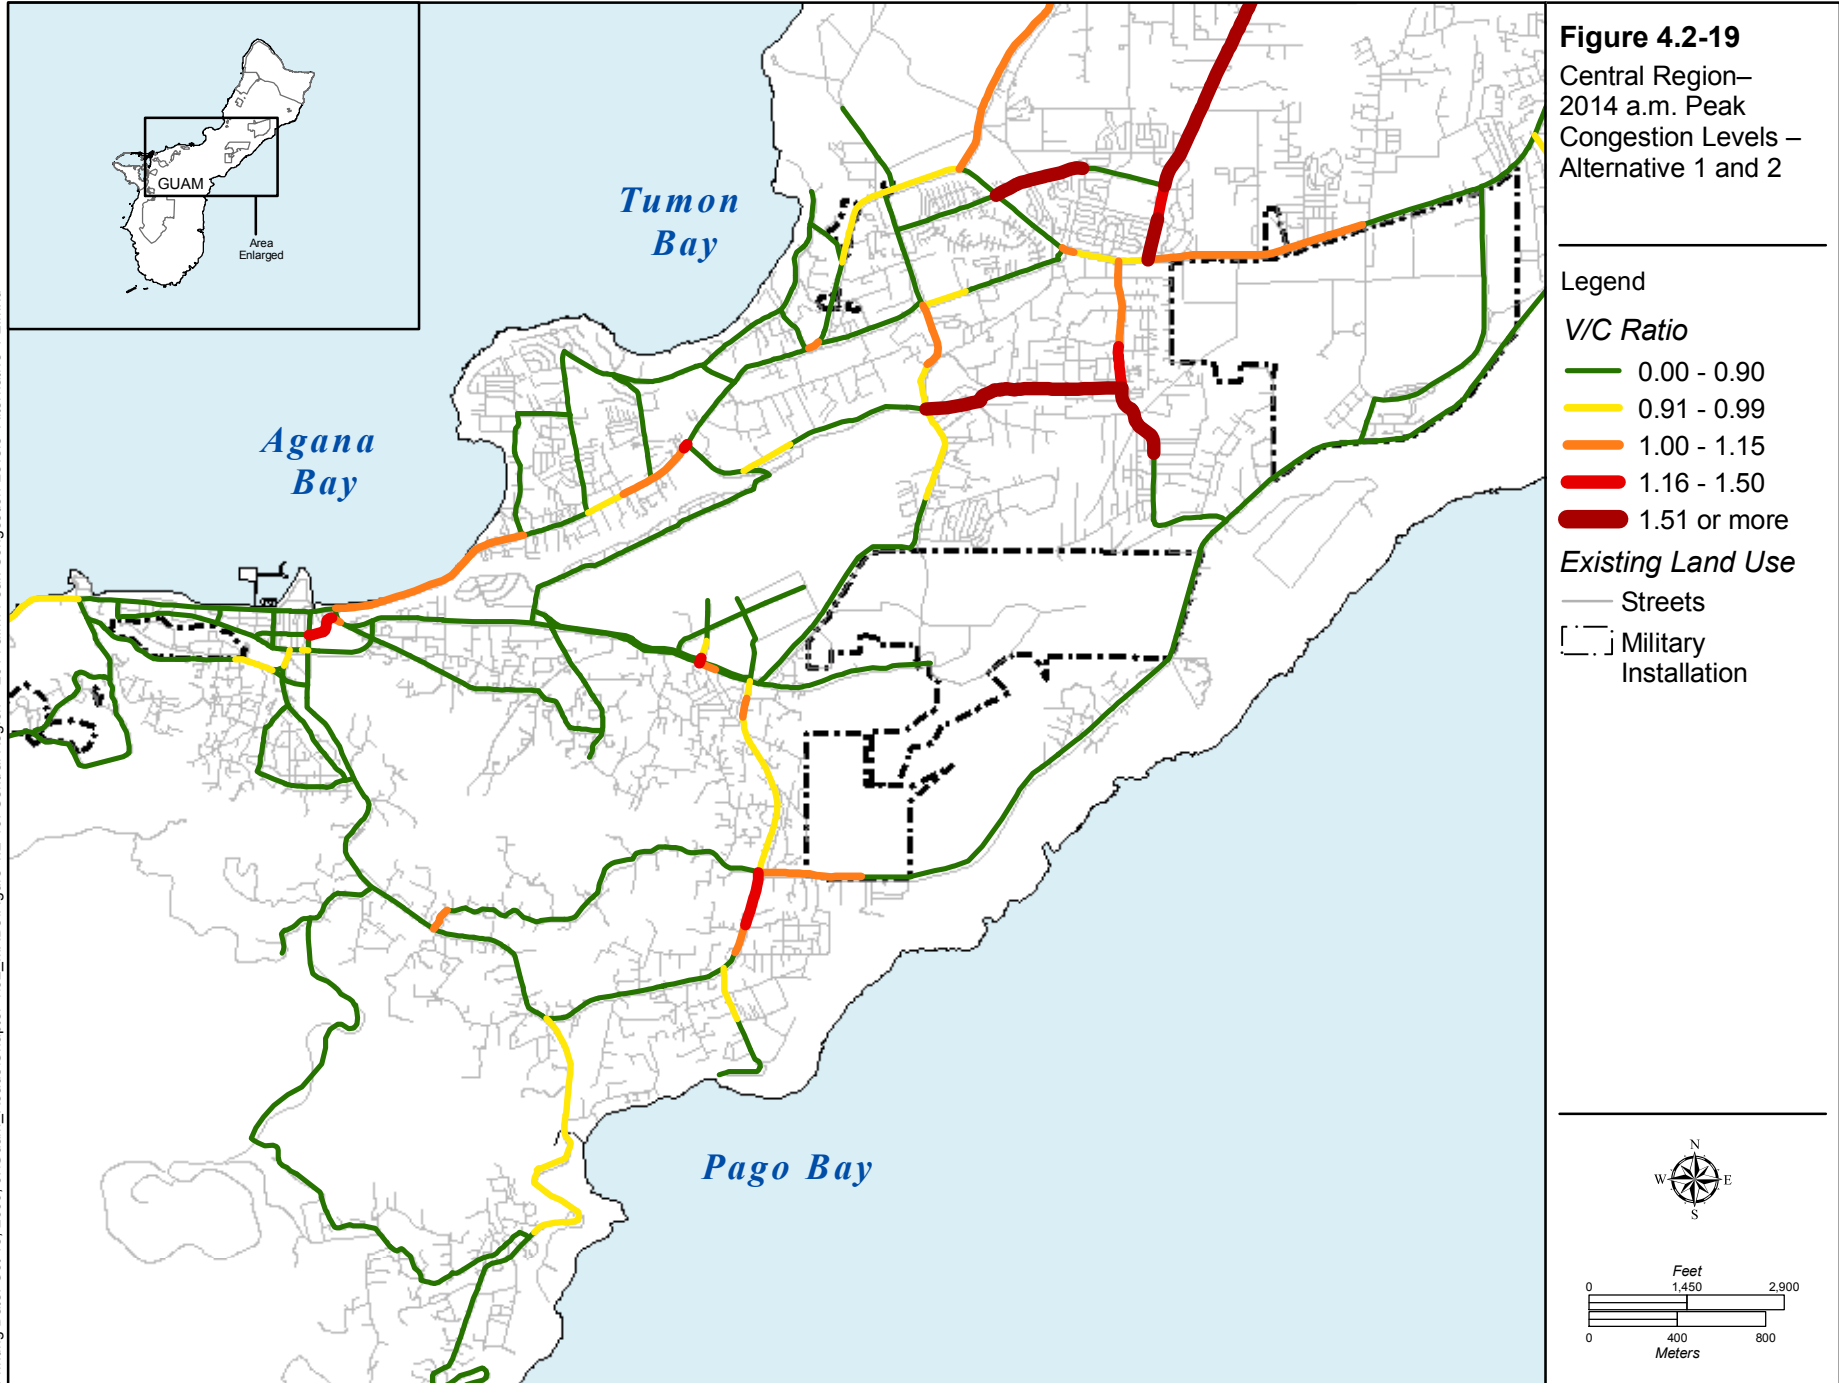 GUAM
Area
Enlarged
Tumon
Bay
Agana
Bay
Pago Bay
Figure 4.2-19
Central Region–
2014 a.m. Peak
Congestion Levels –
Alternative 1 and 2
Legend
V/C Ratio
0.00 - 0.90
0.91 - 0.99
1.00 - 1.15
1.16 - 1.50
1.51 or more
Existing Land Use
Streets
Military
Installation
N
W E
S
Feet
0 1,450 2,900
0 400 800
Meters